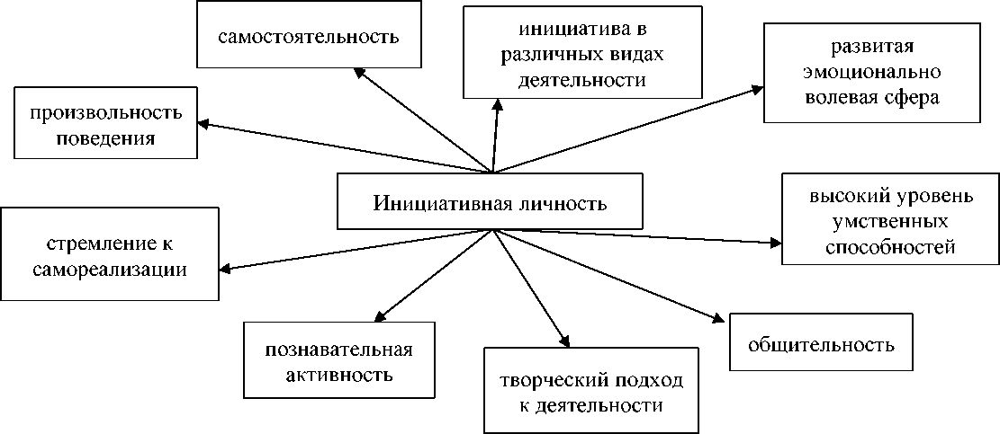 самостоятельность
инициатива в
различных видах
деятельности
развитая
эмоционально
волевая сфера
произвольность
поведения
Инициативная личность
высокий уровень
умственных
способностей
стремление к
самореализации
познавательная
активность
творческий подход
к деятельности
общительность